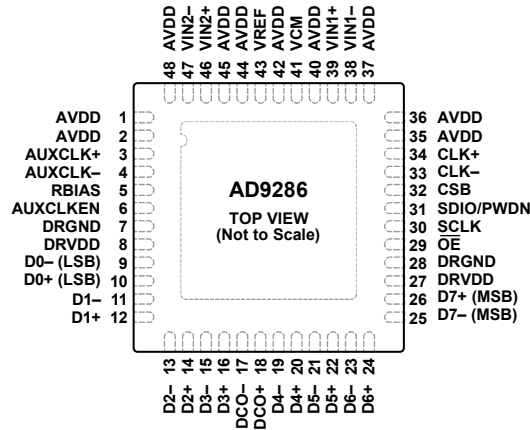 48 AVDD
47 VIN2–
46 VIN2+
45 AVDD
44 AVDD
43 VREF
42 AVDD
41 VCM
40 AVDD
39 VIN1+
38 VIN1–
37 AVDD
AVDD 1
AVDD 2
AUXCLK+ 3
AUXCLK– 4
RBIAS 5
AUXCLKEN 6
DRGND 7
DRVDD 8
D0– (LSB) 9
D0+ (LSB) 10
D1– 11
D1+ 12
AD9286
TOP VIEW
(Not to Scale)
36 AVDD
35 AVDD
34 CLK+
33 CLK–
32 CSB
31 SDIO/PWDN
30 SCLK
29 OE
28 DRGND
27 DRVDD
26 D7+ (MSB)
25 D7– (MSB)
D2– 13
D2+ 14
D3– 15
D3+ 16
DCO– 17
DCO+ 18
D4– 19
D4+ 20
D5– 21
D5+ 22
D6– 23
D6+ 24